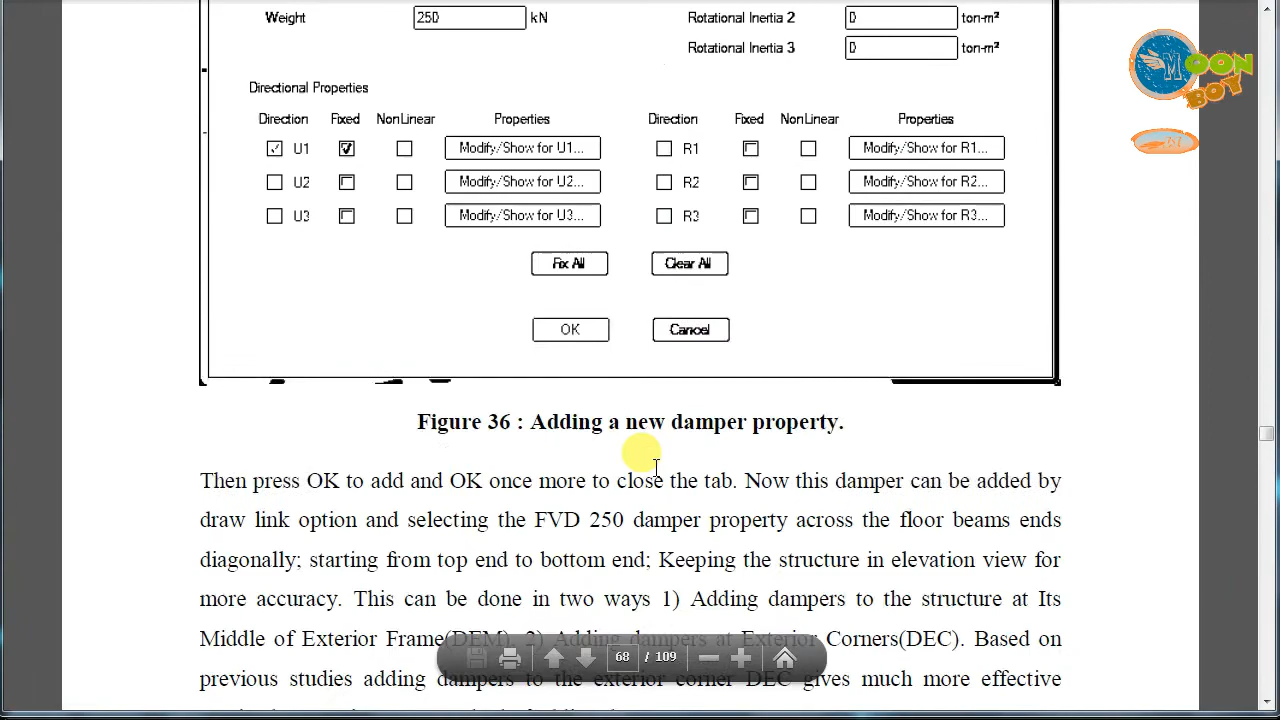 Weight 250 kN Rotational Inertia 2 0 ton-m²
Rotational Inertia 3 0 ton-m²
Directional Properties
Direction Fixed NonLinear Properties Direction Fixed NonLinear Properties
U1 Modify/Show for U1... R1 Modify/Show for R1...
U2 Modify/Show for U2... R2 Modify/Show for R2...
U3 Modify/Show for U3... R3 Modify/Show for R3...
Fix All Clear All
OK Cancel
Figure 36 : Adding a new damper property.
Then press OK to add and OK once more to close the tab. Now this damper can be added by
draw link option and selecting the FVD 250 damper property across the floor beams ends
diagonally; starting from top end to bottom end; Keeping the structure in elevation view for
more accuracy. This can be done in two ways 1) Adding dampers to the structure at Its
Middle of Exterior Frame(DEM). 2) Adding dampers at Exterior Corners(DEC). Based on
previous studies adding dampers to the exterior corner DEC gives much more effective
68 / 109
MOON
BOY